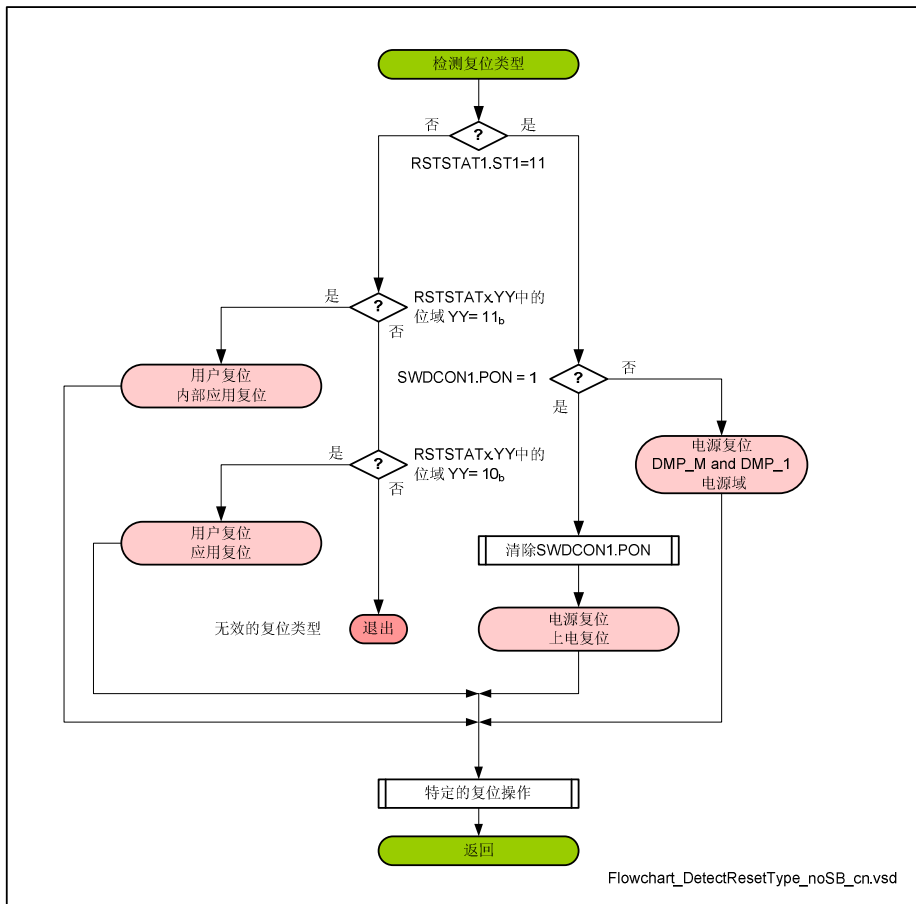 检测复位类型
否
?
是
RSTSTAT1.ST1=11
是
?
RSTSTATx.YY中的
位域 YY= 11b
否
用户复位
内部应用复位
SWDCON1.PON = 1
?
否
是
电源复位
DMP_M and DMP_1
电源域
是
?
RSTSTATx.YY中的
位域 YY= 10b
否
用户复位
应用复位
清除SWDCON1.PON
无效的复位类型
退出
电源复位
上电复位
特定的复位操作
返回
Flowchart_DetectResetType_noSB_cn.vsd